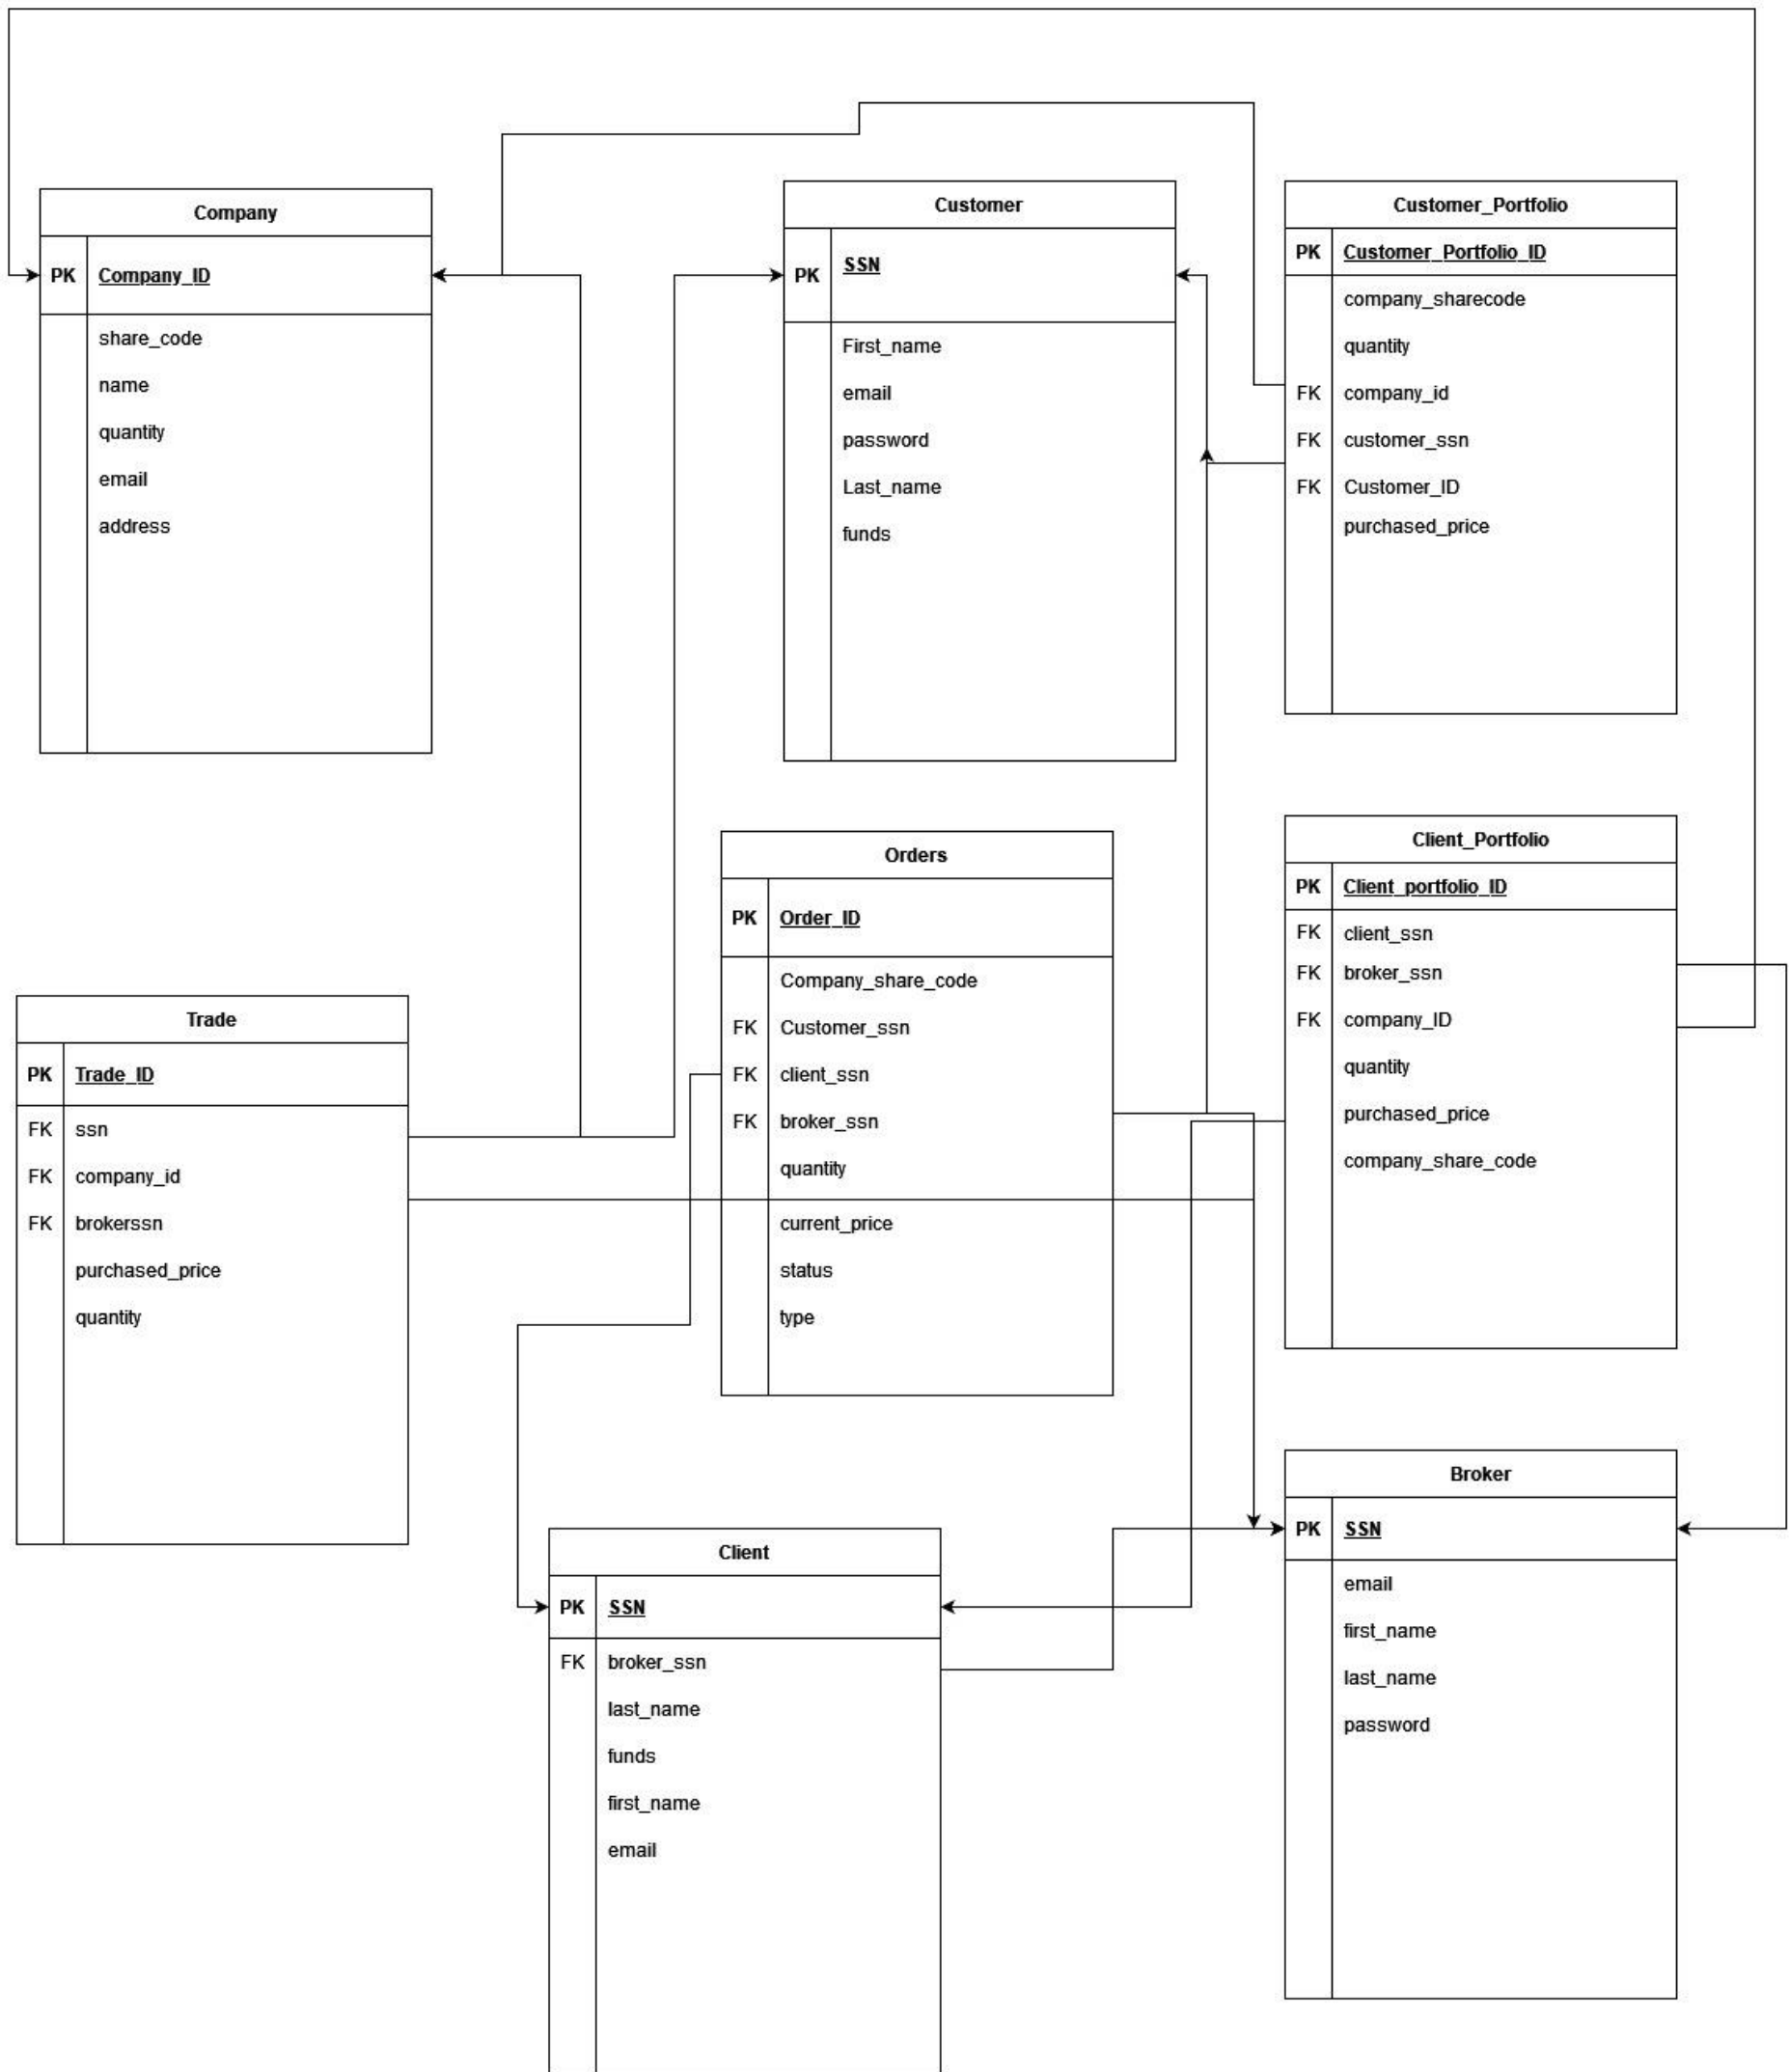 Company
PK Company_ID
share_code
name
quantity
email
address
Customer
PK SSN
First_name
email
password
Last_name
funds
Customer_Portfolio
PK Customer_Portfolio_ID
company_sharecode
quantity
FK company_id
FK customer_ssn
FK Customer_ID
purchased_price
Trade
PK Trade_ID
FK ssn
FK company_id
FK brokerssn
purchased_price
quantity
Orders
PK Order_ID
Company_share_code
FK Customer_ssn
FK client_ssn
FK broker_ssn
quantity
current_price
status
type
Client_Portfolio
PK Client_portfolio_ID
FK client_ssn
FK broker_ssn
FK company_ID
quantity
purchased_price
company_share_code
Client
PK SSN
FK broker_ssn
last_name
funds
first_name
email
Broker
PK SSN
email
first_name
last_name
password